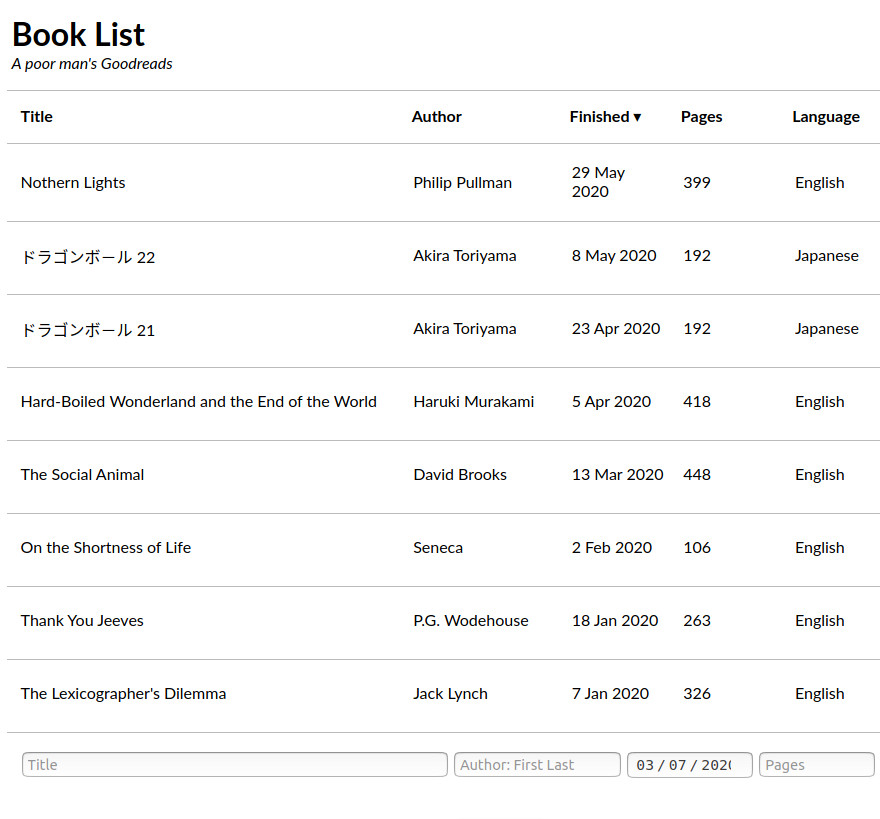 Book List
A poor man's Goodreads
Title Author Finished ▾ Pages Language
Nothern Lights Philip Pullman 29 May 2020 399 English
ドラゴンボール 22 Akira Toriyama 8 May 2020 192 Japanese
ドラゴンボール 21 Akira Toriyama 23 Apr 2020 192 Japanese
Hard-Boiled Wonderland and the End of the World Haruki Murakami 5 Apr 2020 418 English
The Social Animal David Brooks 13 Mar 2020 448 English
On the Shortness of Life Seneca 2 Feb 2020 106 English
Thank You Jeeves P.G. Wodehouse 18 Jan 2020 263 English
The Lexicographer's Dilemma Jack Lynch 7 Jan 2020 326 English
Title Author: First Last 03 / 07 / 2020 Pages